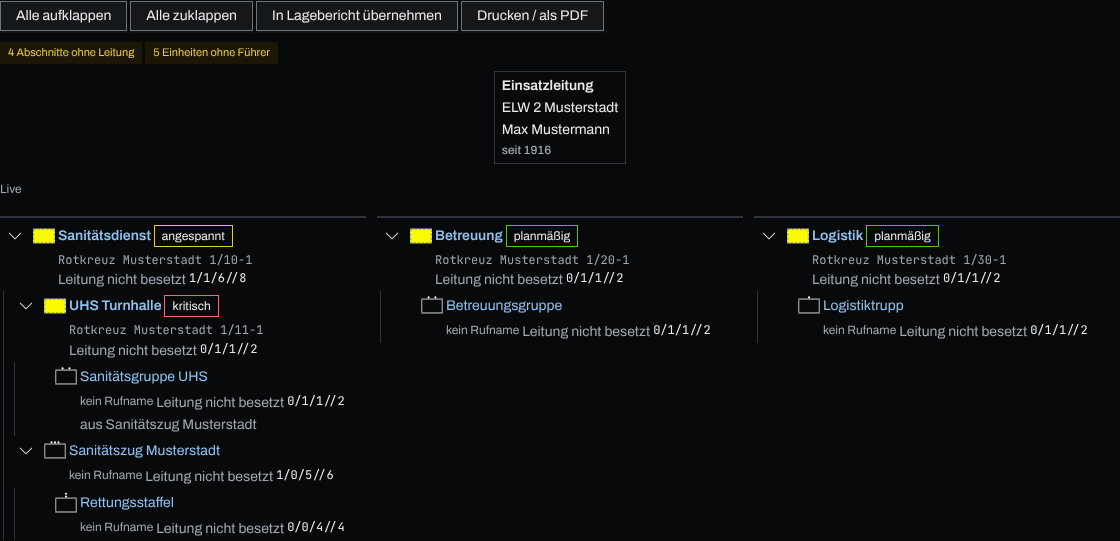 Alle aufklappen
Alle zuklappen
In Lagebericht übernehmen
Drucken / als PDF
4 Abschnitte ohne Leitung
5 Einheiten ohne Führer
Einsatzleitung
ELW 2 Musterstadt
Max Mustermann
seit 1916
Live
Sanitätsdienst angespannt
Rotkreuz Musterstadt 1/10-1
Leitung nicht besetzt 1/1/6//8
UHS Turnhalle kritisch
Rotkreuz Musterstadt 1/11-1
Leitung nicht besetzt 0/1/1//2
Sanitätsgruppe UHS
kein Rufname Leitung nicht besetzt 0/1/1//2
aus Sanitätszug Musterstadt
Sanitätszug Musterstadt
kein Rufname Leitung nicht besetzt 1/0/5//6
Rettungsstaffel
kein Rufname Leitung nicht besetzt 0/0/4//4
Betreuung planmäßig
Rotkreuz Musterstadt 1/20-1
Leitung nicht besetzt 0/1/1//2
Betreuungsgruppe
kein Rufname Leitung nicht besetzt 0/1/1//2
Logistik planmäßig
Rotkreuz Musterstadt 1/30-1
Leitung nicht besetzt 0/1/1//2
Logistiktrupp
kein Rufname Leitung nicht besetzt 0/1/1//2